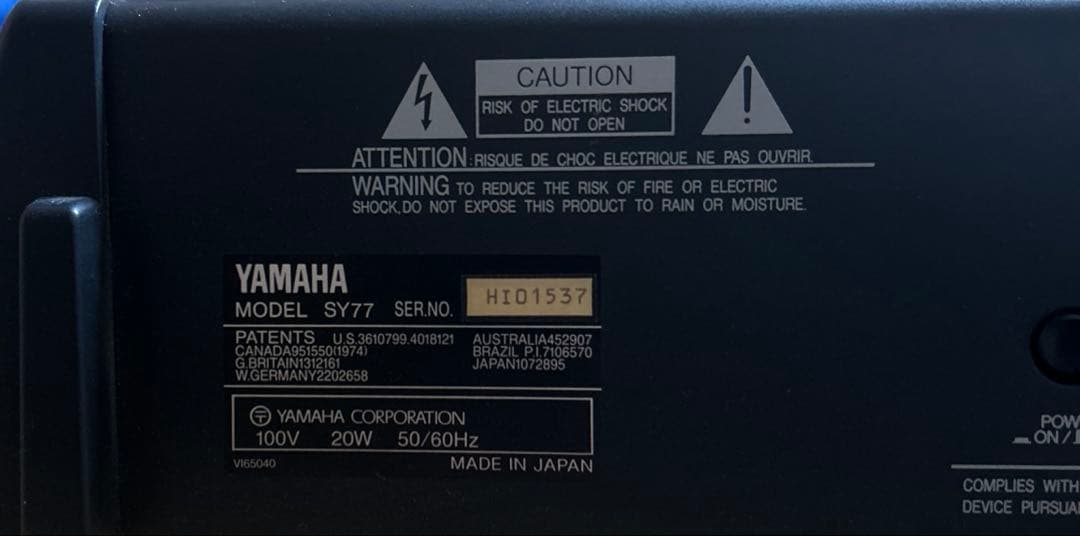 CAUTION
RISK OF ELECTRIC SHOCK
DO NOT OPEN
ATTENTION:RISQUE DE CHOC ELECTRIQUE NE PAS OUVRIR.
WARNING TO REDUCE THE RISK OF FIRE OR ELECTRIC
SHOCK,DO NOT EXPOSE THIS PRODUCT TO RAIN OR MOISTURE.
YAMAHA
MODEL SY77 SER.NO. HI01537
PATENTS U.S.3610799.4018121 AUSTRALIA452907
CANADA951550(1974) BRAZIL P.I.7106570
G.BRITAIN1312161 JAPAN1072895
W.GERMANY2202658
YAMAHA CORPORATION
100V 20W 50/60Hz
VI65040 MADE IN JAPAN
POW
ON/
COMPLIES WITH
DEVICE PURSUA